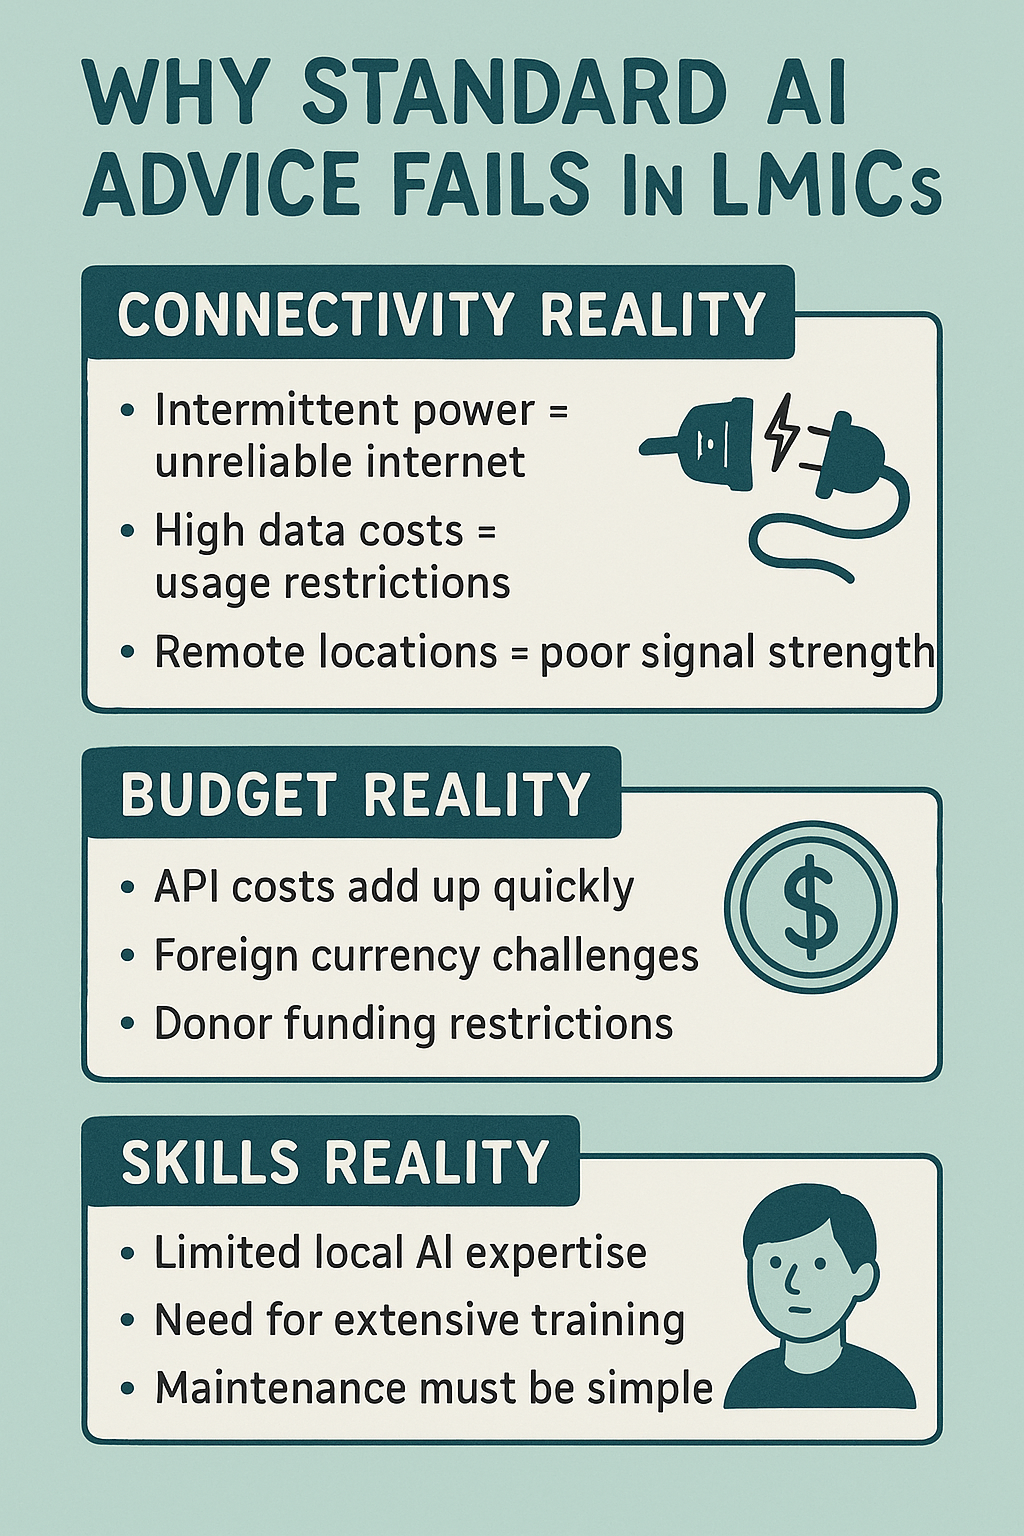 WHY STANDARD AI
ADVICE FAILS IN LMICs
CONNECTIVITY REALITY
• Intermittent power =
unreliable internet
• High data costs =
usage restrictions
• Remote locations = poor signal strength
BUDGET REALITY
• API costs add up quickly
• Foreign currency challenges
• Donor funding restrictions
$
SKILLS REALITY
• Limited local AI expertise
• Need for extensive training
• Maintenance must be simple